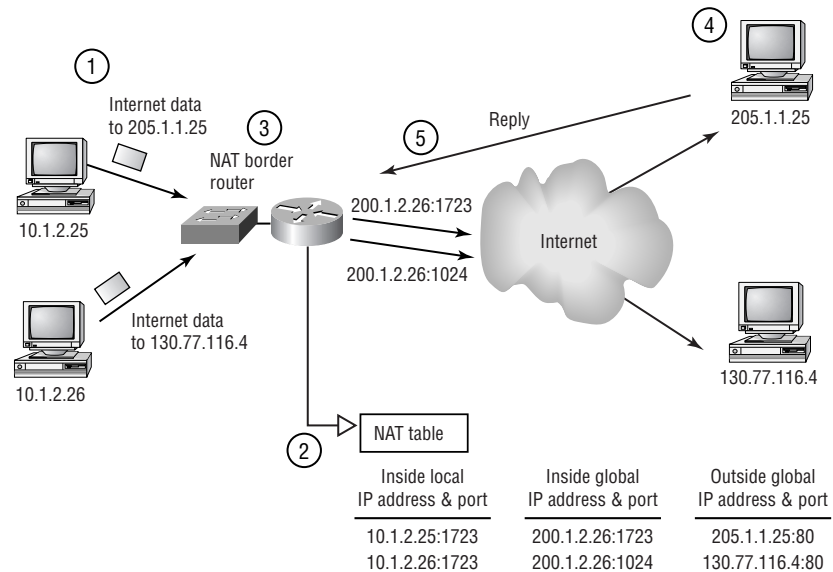 1
Internet data
to 205.1.1.25
10.1.2.25
3
NAT border
router
4
205.1.1.25
5
Reply
200.1.2.26:1723
200.1.2.26:1024
Internet
Internet data
to 130.77.116.4
10.1.2.26
130.77.116.4
2
NAT table
Inside local
IP address & port
Inside global
IP address & port
Outside global
IP address & port
10.1.2.25:1723 200.1.2.26:1723 205.1.1.25:80
10.1.2.26:1723 200.1.2.26:1024 130.77.116.4:80